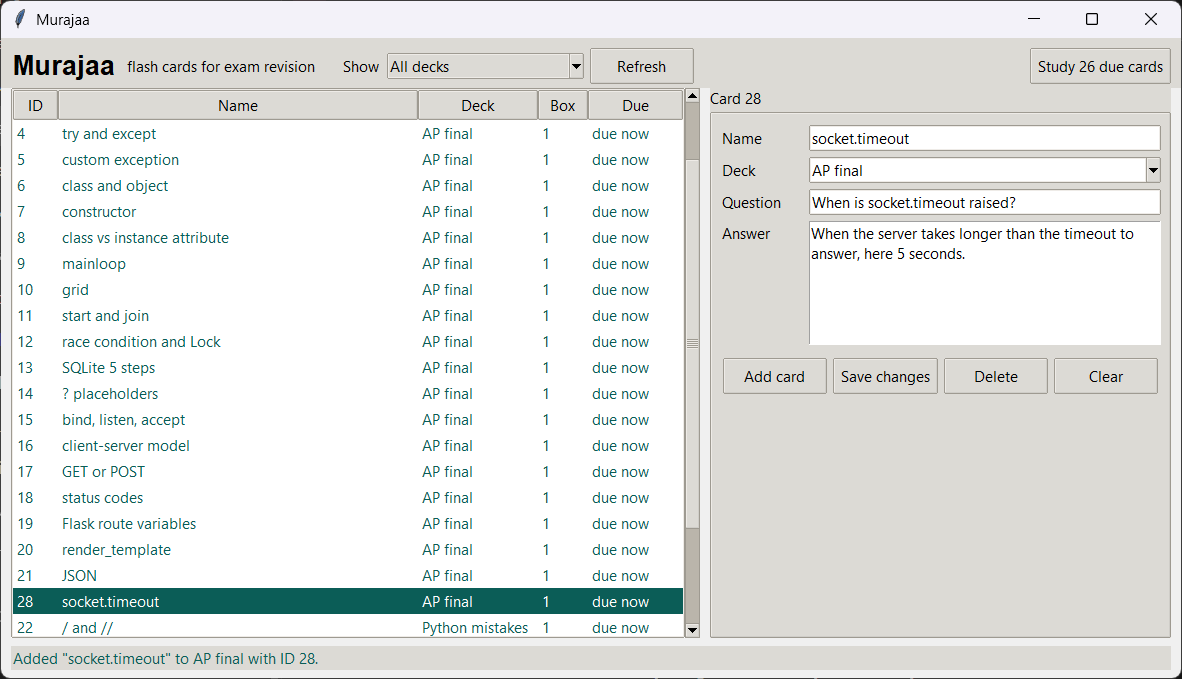 Murajaa
Murajaa flash cards for exam revision Show All decks Refresh Study 26 due cards
ID Name Deck Box Due
4 try and except AP final 1 due now
5 custom exception AP final 1 due now
6 class and object AP final 1 due now
7 constructor AP final 1 due now
8 class vs instance attribute AP final 1 due now
9 mainloop AP final 1 due now
10 grid AP final 1 due now
11 start and join AP final 1 due now
12 race condition and Lock AP final 1 due now
13 SQLite 5 steps AP final 1 due now
14 ? placeholders AP final 1 due now
15 bind, listen, accept AP final 1 due now
16 client-server model AP final 1 due now
17 GET or POST AP final 1 due now
18 status codes AP final 1 due now
19 Flask route variables AP final 1 due now
20 render_template AP final 1 due now
21 JSON AP final 1 due now
28 socket.timeout AP final 1 due now
22 / and // Python mistakes 1 due now
Card 28
Name socket.timeout
Deck AP final
Question When is socket.timeout raised?
Answer When the server takes longer than the timeout to
answer, here 5 seconds.
Add card Save changes Delete Clear
Added "socket.timeout" to AP final with ID 28.